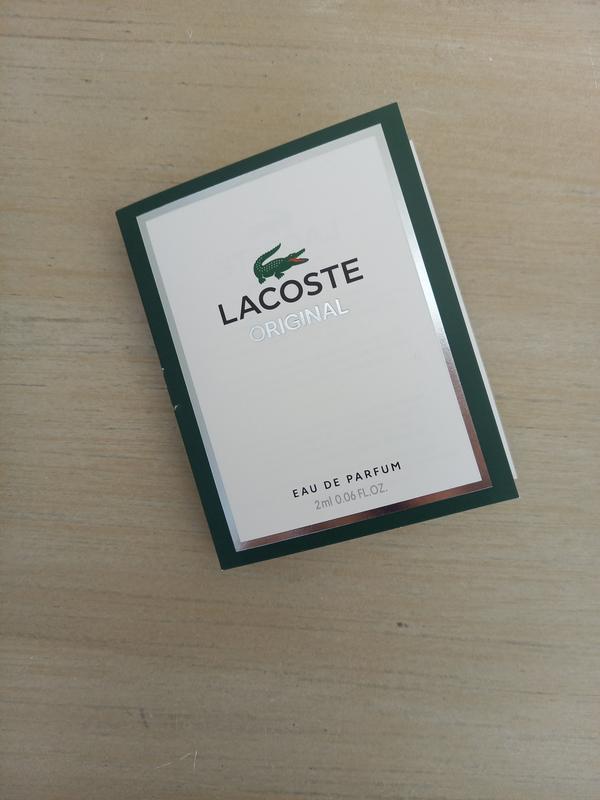 LACOSTE
ORIGINAL
EAU DE PARFUM
2ml 0.06 FL.OZ.